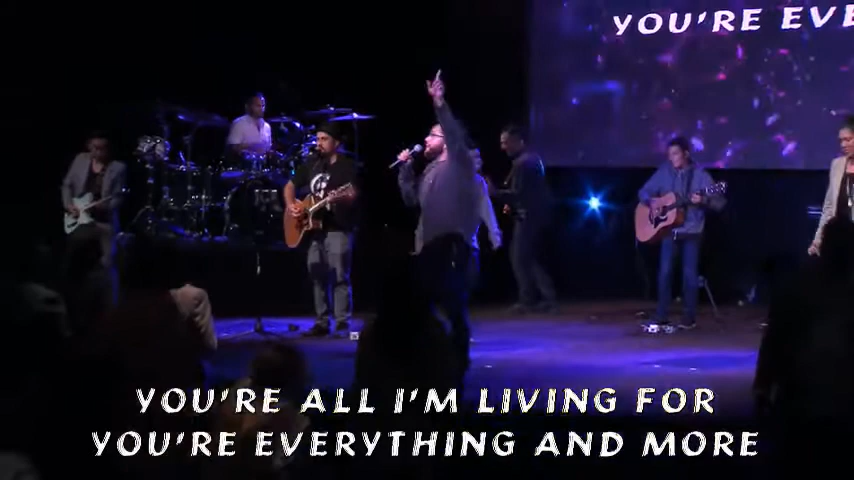 YOU'RE EVE
YOU'RE ALL I'M LIVING FOR
YOU'RE EVERYTHING AND MORE